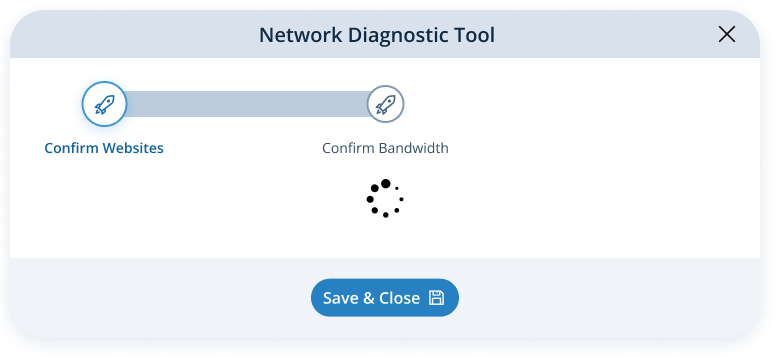 Network Diagnostic Tool
Confirm Websites
Confirm Bandwidth
Save & Close